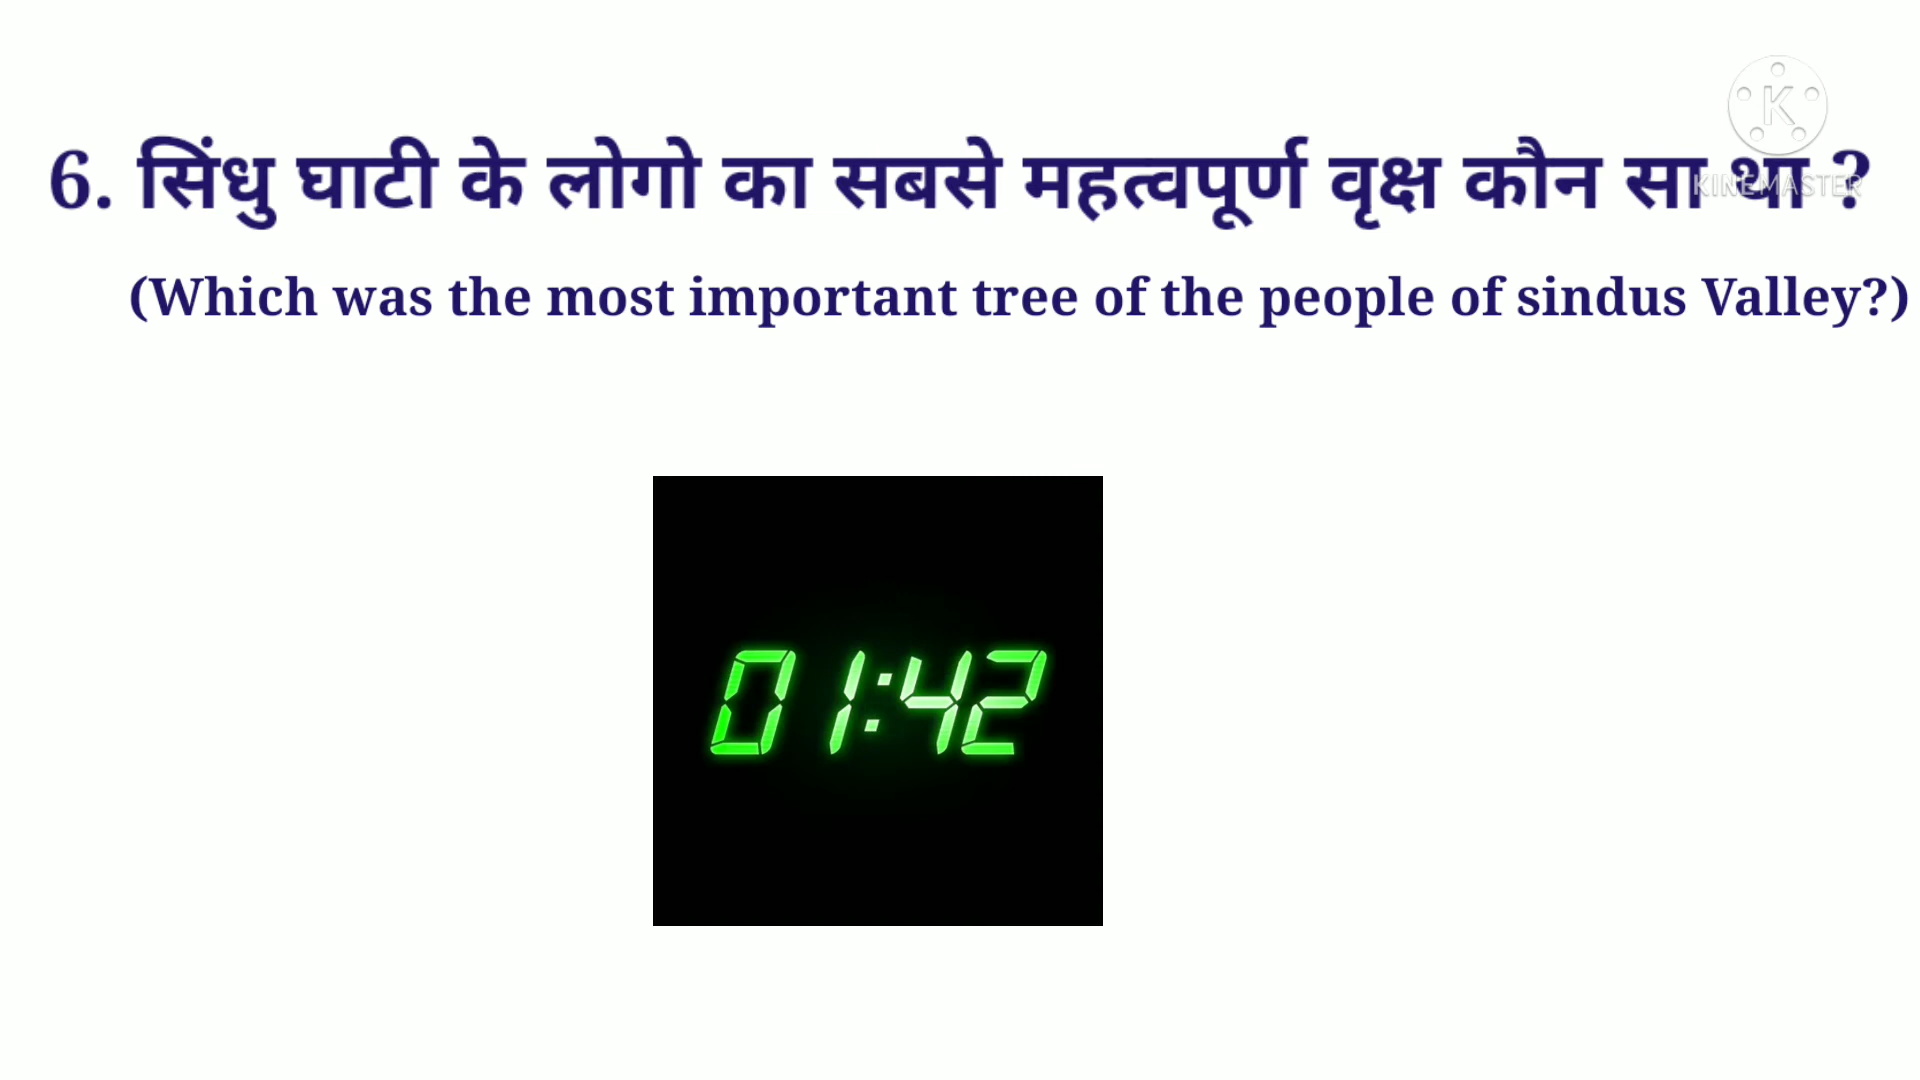 K
KINEMASTER
6. सिंधु घाटी के लोगो का सबसे महत्वपूर्ण वृक्ष कौन सा था ?
(Which was the most important tree of the people of sindus Valley?)
01:42